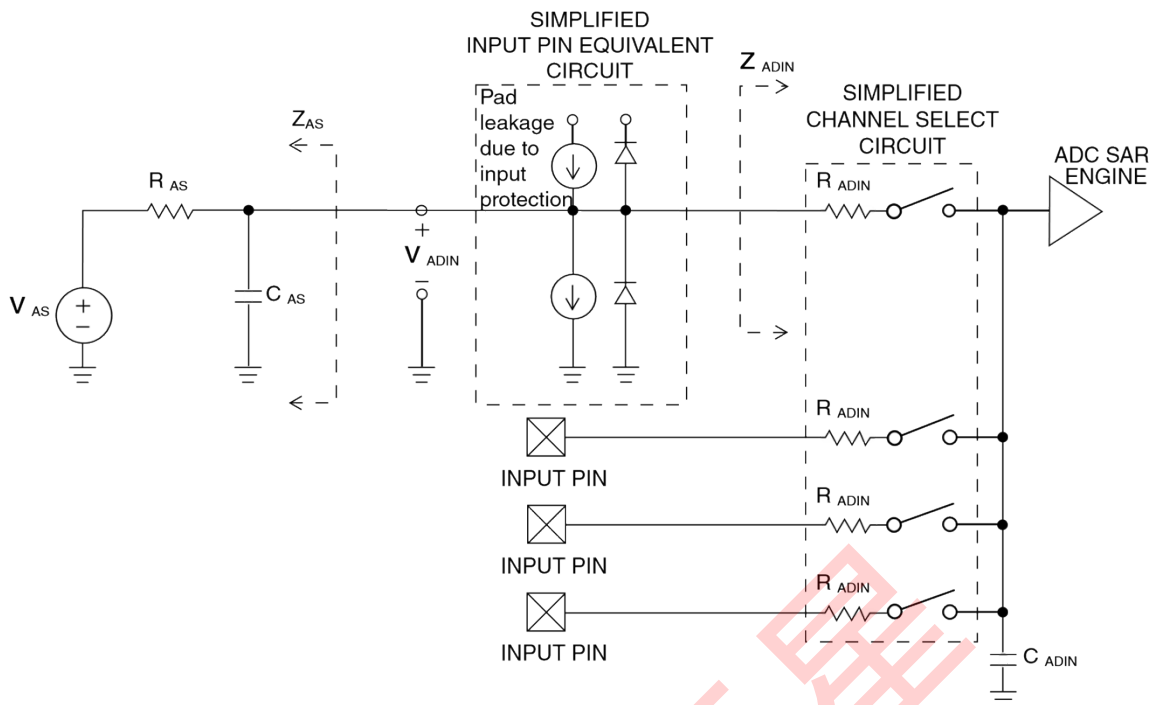 SIMPLIFIED
INPUT PIN EQUIVALENT
CIRCUIT
Pad
leakage
due to
input
protection
Z ADIN
SIMPLIFIED
CHANNEL SELECT
CIRCUIT
ADC SAR
ENGINE
ZAS
R AS
R ADIN
+
V ADIN
−
V AS
+
−
C AS
R ADIN
INPUT PIN
R ADIN
INPUT PIN
R ADIN
INPUT PIN
C ADIN